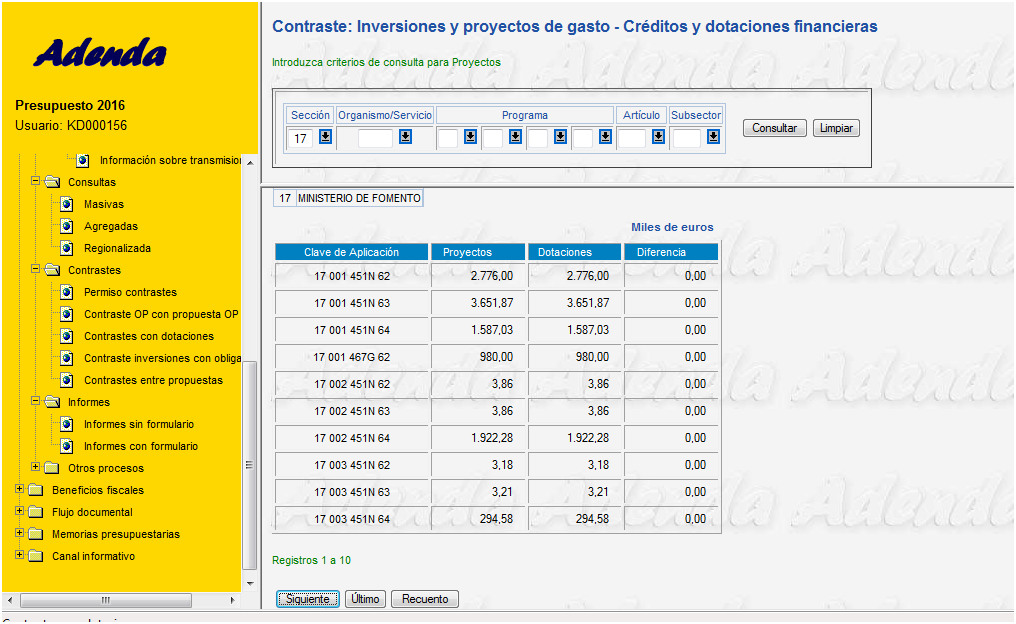 Adenda
Presupuesto 2016
Usuario: KD000156
Información sobre transmision
Consultas
Masivas
Agregadas
Regionalizada
Contrastes
Permiso contrastes
Contraste OP con propuesta OP
Contrastes con dotaciones
Contraste inversiones con obliga
Contrastes entre propuestas
Informes
Informes sin formulario
Informes con formulario
Otros procesos
Beneficios fiscales
Flujo documental
Memorias presupuestarias
Canal informativo
Contraste: Inversiones y proyectos de gasto - Créditos y dotaciones financieras
Introduzca criterios de consulta para Proyectos
Sección Organismo/Servicio Programa Artículo Subsector
17
Consultar Limpiar
17 MINISTERIO DE FOMENTO
Miles de euros
Clave de Aplicación Proyectos Dotaciones Diferencia
17 001 451N 62 2.776,00 2.776,00 0,00
17 001 451N 63 3.651,87 3.651,87 0,00
17 001 451N 64 1.587,03 1.587,03 0,00
17 001 467G 62 980,00 980,00 0,00
17 002 451N 62 3,86 3,86 0,00
17 002 451N 63 3,86 3,86 0,00
17 002 451N 64 1.922,28 1.922,28 0,00
17 003 451N 62 3,18 3,18 0,00
17 003 451N 63 3,21 3,21 0,00
17 003 451N 64 294,58 294,58 0,00
Registros 1 a 10
Siguiente Último Recuento